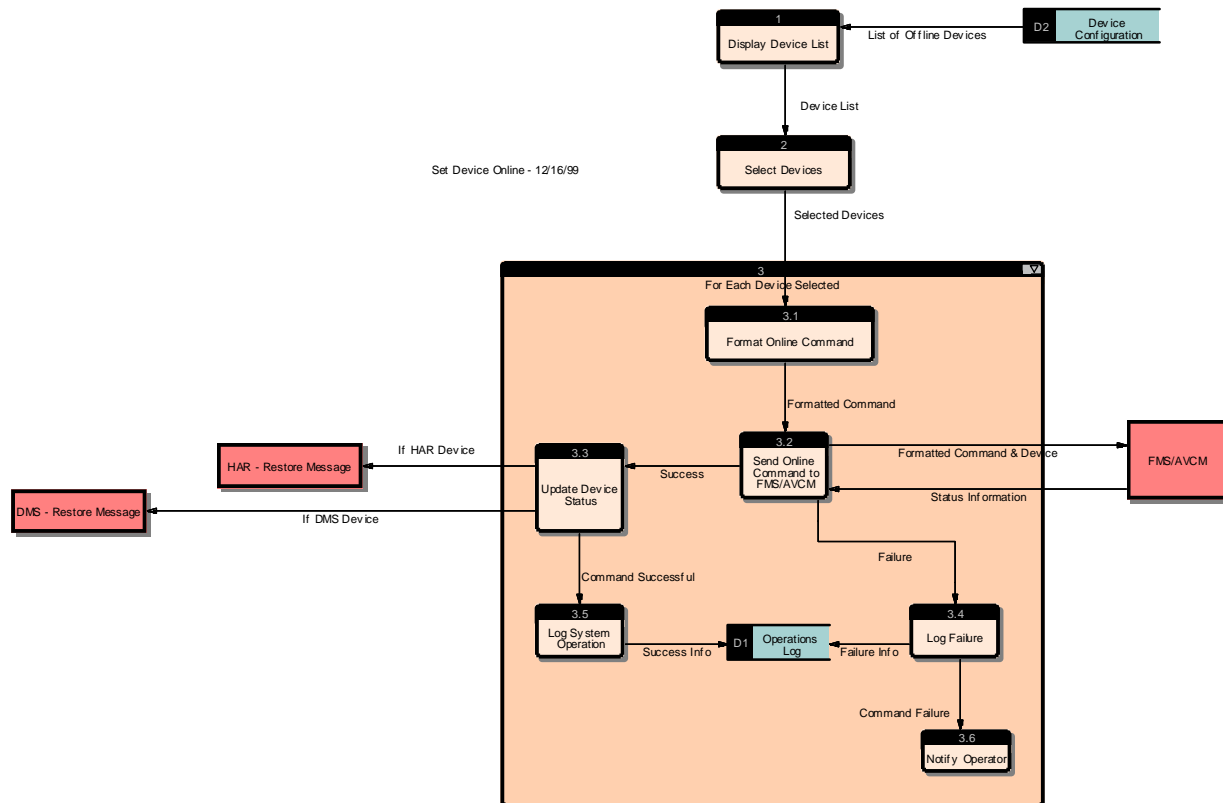 1
Display Device List
List of Offline Devices
D2
Device
Configuration
Device List
2
Select Devices
Set Device Online - 12/16/99
Selected Devices
3
For Each Device Selected
3.1
Format Online Command
Formatted Command
3.2
Send Online
Command to
FMS/AVCM
Formatted Command & Device
FMS/AVCM
Status Information
Success
3.3
Update Device
Status
If HAR Device
HAR - Restore Message
If DMS Device
DMS - Restore Message
Failure
Command Successful
3.5
Log System
Operation
Success Info
D1
Operations
Log
Failure Info
3.4
Log Failure
Command Failure
3.6
Notify Operator